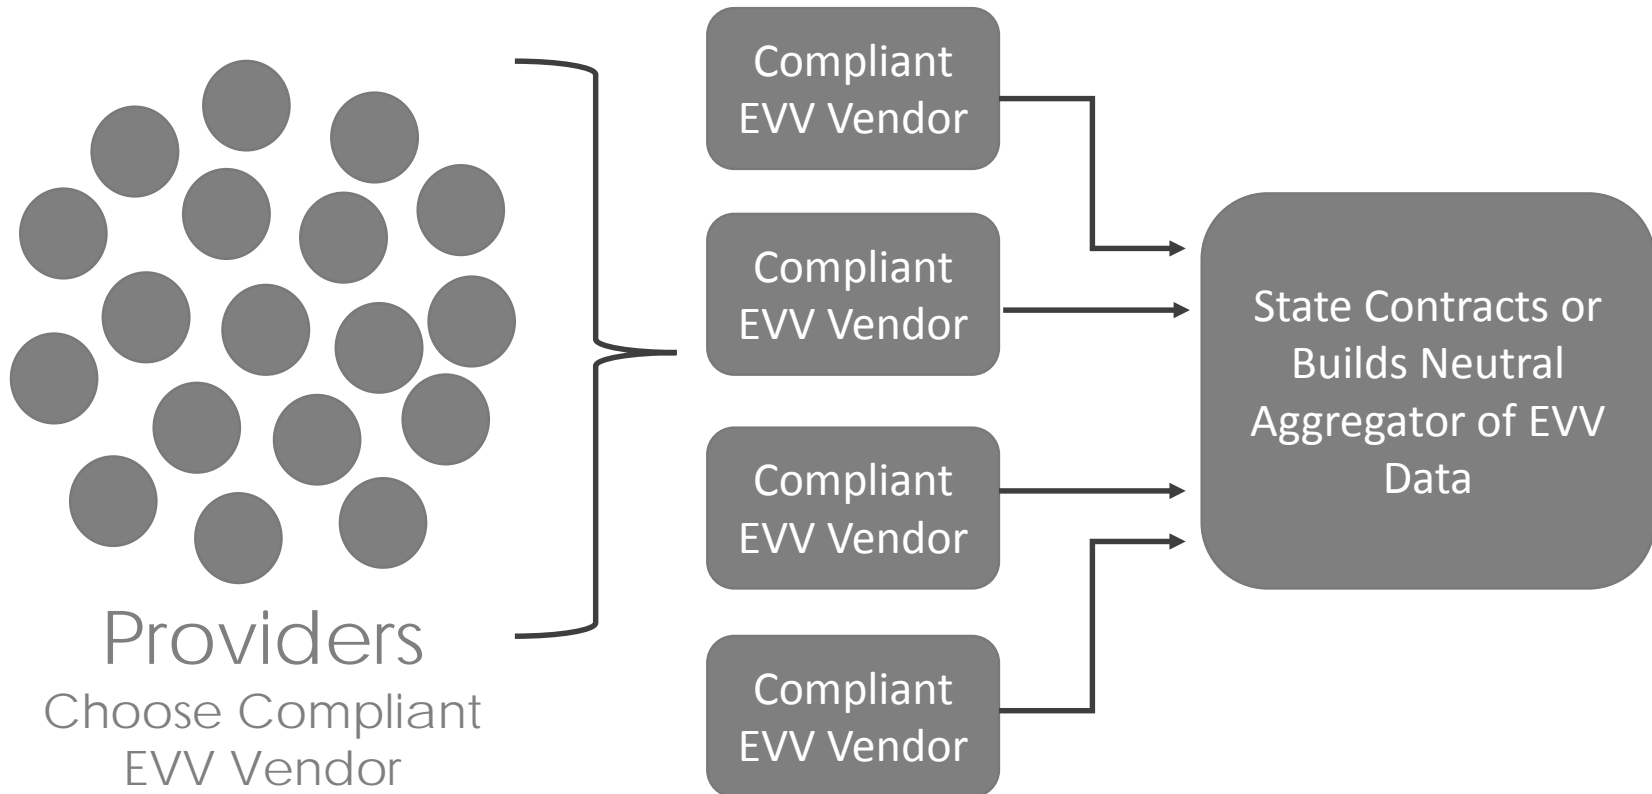 Providers
Choose Compliant
EVV Vendor
Compliant
EVV Vendor
Compliant
EVV Vendor
Compliant
EVV Vendor
Compliant
EVV Vendor
State Contracts or
Builds Neutral
Aggregator of EVV
Data